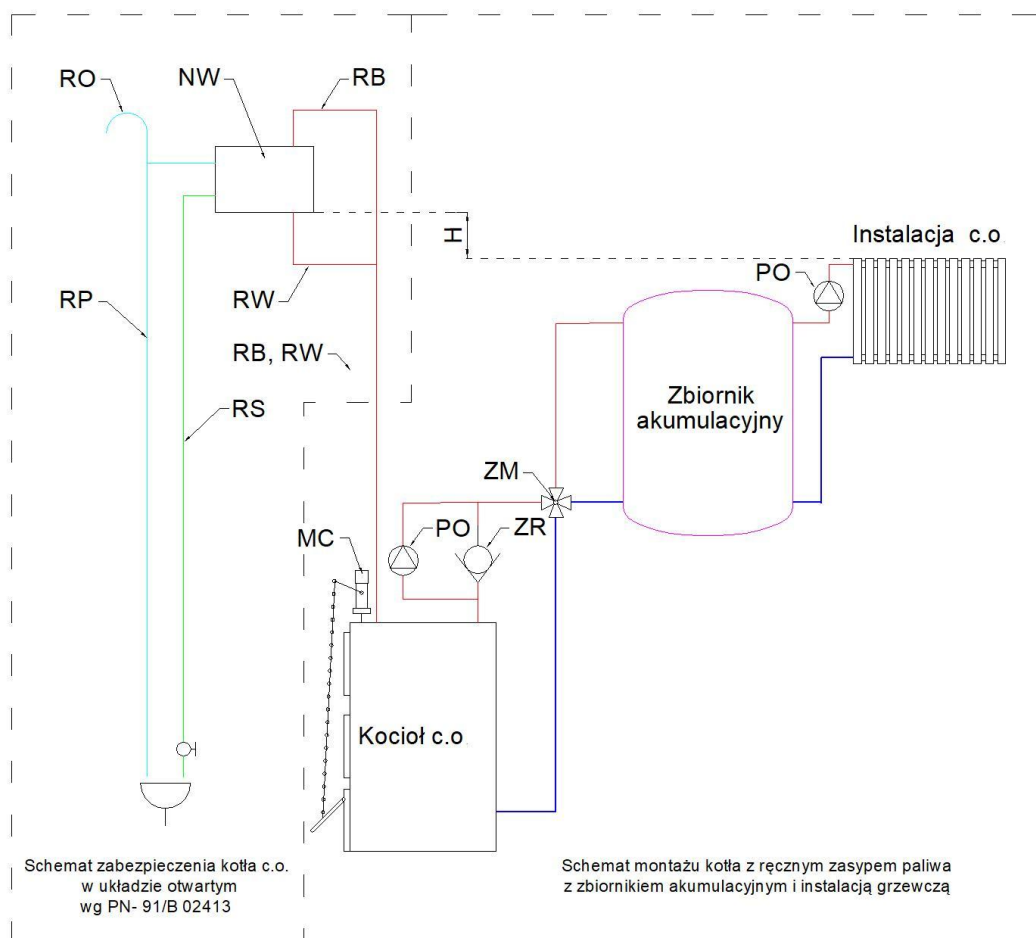 RO
NW
RB
H
Instalacja c.o.
PO
RW
RP
RB, RW
Zbiornik
akumulacyjny
RS
ZM
PO
ZR
MC
Kocioł c.o.
Schemat zabezpieczenia kotła c.o.
w układzie otwartym
wg PN- 91/B 02413
Schemat montażu kotła z ręcznym zasypem paliwa
z zbiornikiem akumulacyjnym i instalacją grzewczą